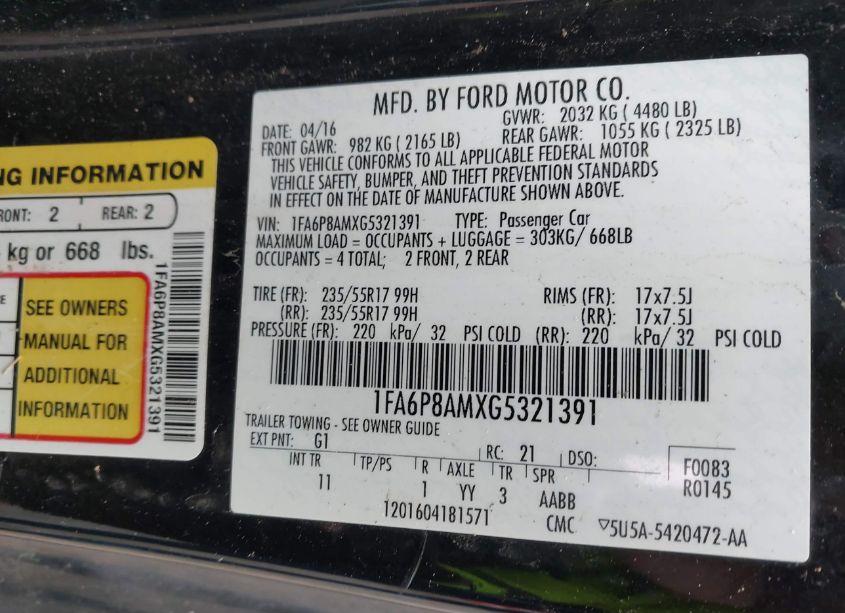 NG INFORMATION
RONT: 2 REAR: 2
kg or 668 lbs.
SEE OWNERS
MANUAL FOR
ADDITIONAL
INFORMATION
1FA6P8AMXG5321391
MFD. BY FORD MOTOR CO.
DATE: 04/16 GVWR: 2032 KG ( 4480 LB)
FRONT GAWR: 982 KG ( 2165 LB) REAR GAWR: 1055 KG ( 2325 LB)
THIS VEHICLE CONFORMS TO ALL APPLICABLE FEDERAL MOTOR
VEHICLE SAFETY, BUMPER, AND THEFT PREVENTION STANDARDS
IN EFFECT ON THE DATE OF MANUFACTURE SHOWN ABOVE.
VIN: 1FA6P8AMXG5321391 TYPE: Passenger Car
MAXIMUM LOAD = OCCUPANTS + LUGGAGE = 303KG/ 668LB
OCCUPANTS = 4 TOTAL; 2 FRONT, 2 REAR
TIRE (FR): 235/55R17 99H RIMS (FR): 17x7.5J
(RR): 235/55R17 99H (RR): 17x7.5J
PRESSURE (FR): 220 kPa/ 32 PSI COLD (RR): 220 kPa/ 32 PSI COLD
1FA6P8AMXG5321391
TRAILER TOWING - SEE OWNER GUIDE
EXT PNT: G1 RC: 21 DSO: F0083
INT TR TP/PS R AXLE TR SPR R0145
11 1 YY 3 AABB
1201604181571 CMC ▽5U5A-5420472-AA